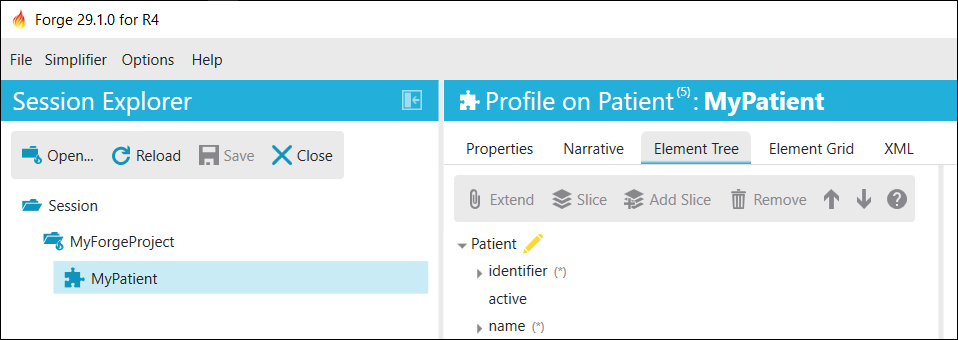 Forge 29.1.0 for R4
File Simplifier Options Help
Session Explorer
Open... Reload Save Close
Session
MyForgeProject
MyPatient
Profile on Patient (5) : MyPatient
Properties Narrative Element Tree Element Grid XML
Extend Slice Add Slice Remove ?
Patient
identifier (*)
active
name (*)